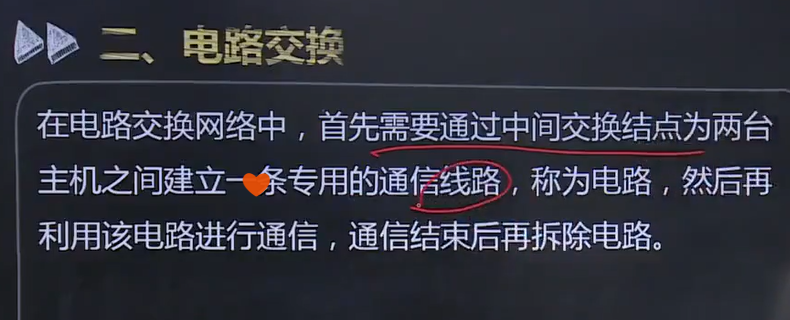 二、电路交换
在电路交换网络中，首先需要通过中间交换结点为两台
主机之间建立一条专用的通信线路，称为电路，然后再
利用该电路进行通信，通信结束后再拆除电路。